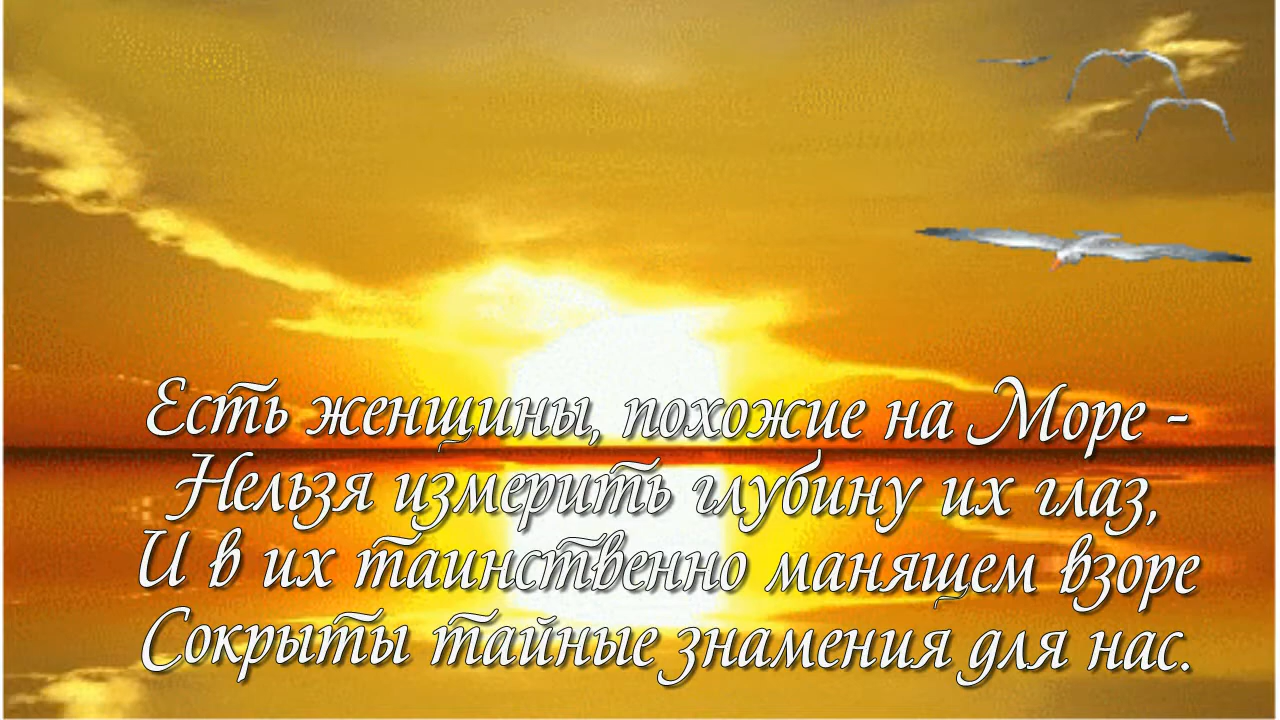 Есть женщины, похожие на Море -
Нельзя измерить глубину их глаз,
И в их таинственно манящем взоре
Сокрыты тайные знамения для нас.